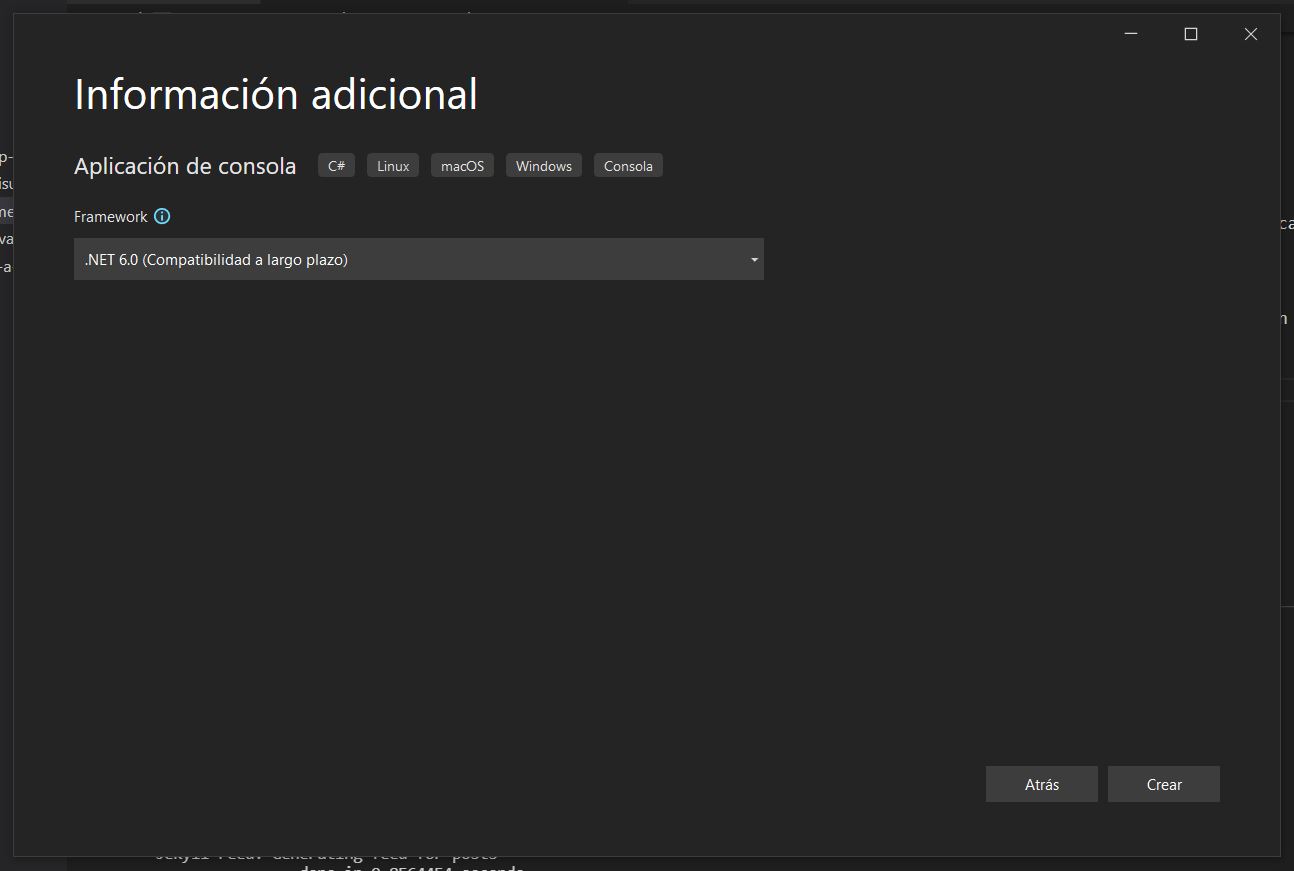 Información adicional
Aplicación de consola C# Linux macOS Windows Consola
Framework
.NET 6.0 (Compatibilidad a largo plazo)
Atrás Crear